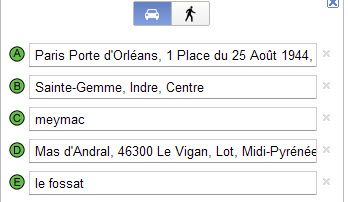 A Paris Porte d'Orléans, 1 Place du 25 Août 1944,
B Sainte-Gemme, Indre, Centre
C meymac
D Mas d'Andral, 46300 Le Vigan, Lot, Midi-Pyrénée
E le fossat